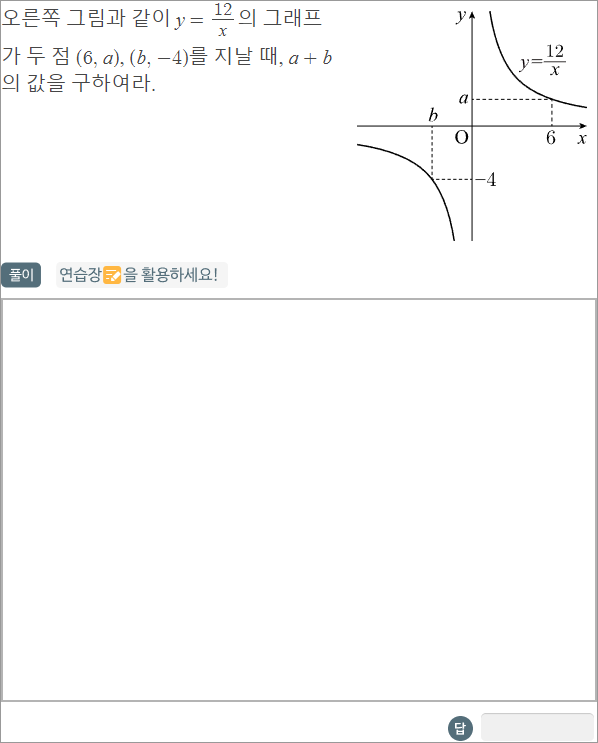 오른쪽 그림과 같이 y = 12/x 의 그래프
가 두 점 (6, a), (b, −4)를 지날 때, a + b
의 값을 구하여라.
y
y=12/x
a
b
O
6
x
−4
풀이
연습장을 활용하세요!
답